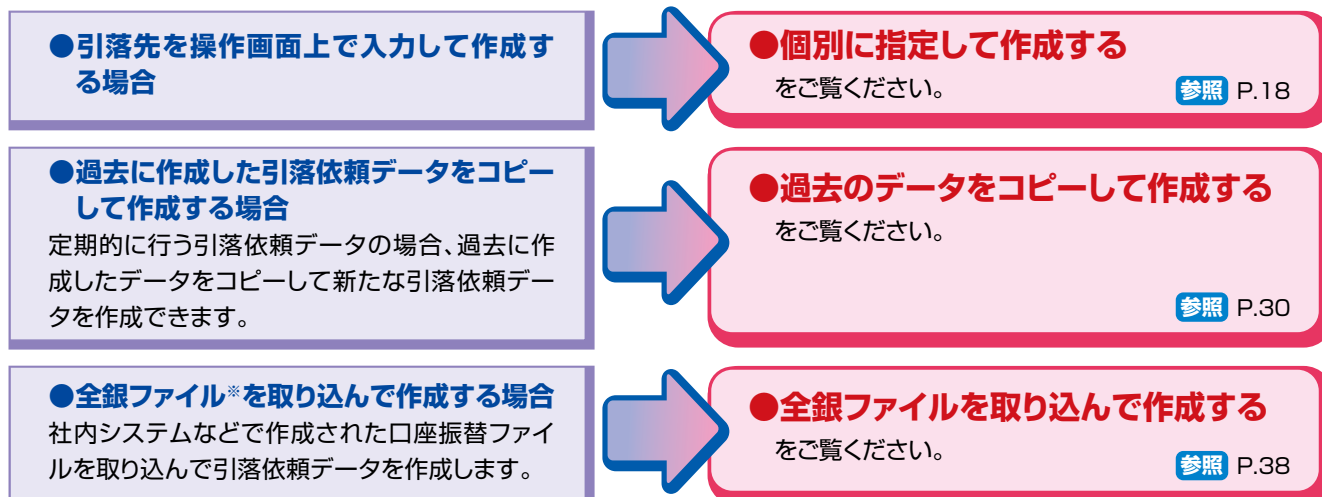 ●引落先を操作画面上で入力して作成す
る場合
●個別に指定して作成する
をご覧ください。
参照 P.18
●過去に作成した引落依頼データをコピー
して作成する場合
定期的に行う引落依頼データの場合、過去に作
成したデータをコピーして新たな引落依頼デー
タを作成できます。
●過去のデータをコピーして作成する
をご覧ください。
参照 P.30
●全銀ファイル※を取り込んで作成する場合
社内システムなどで作成された口座振替ファイ
ルを取り込んで引落依頼データを作成します。
●全銀ファイルを取り込んで作成する
をご覧ください。
参照 P.38